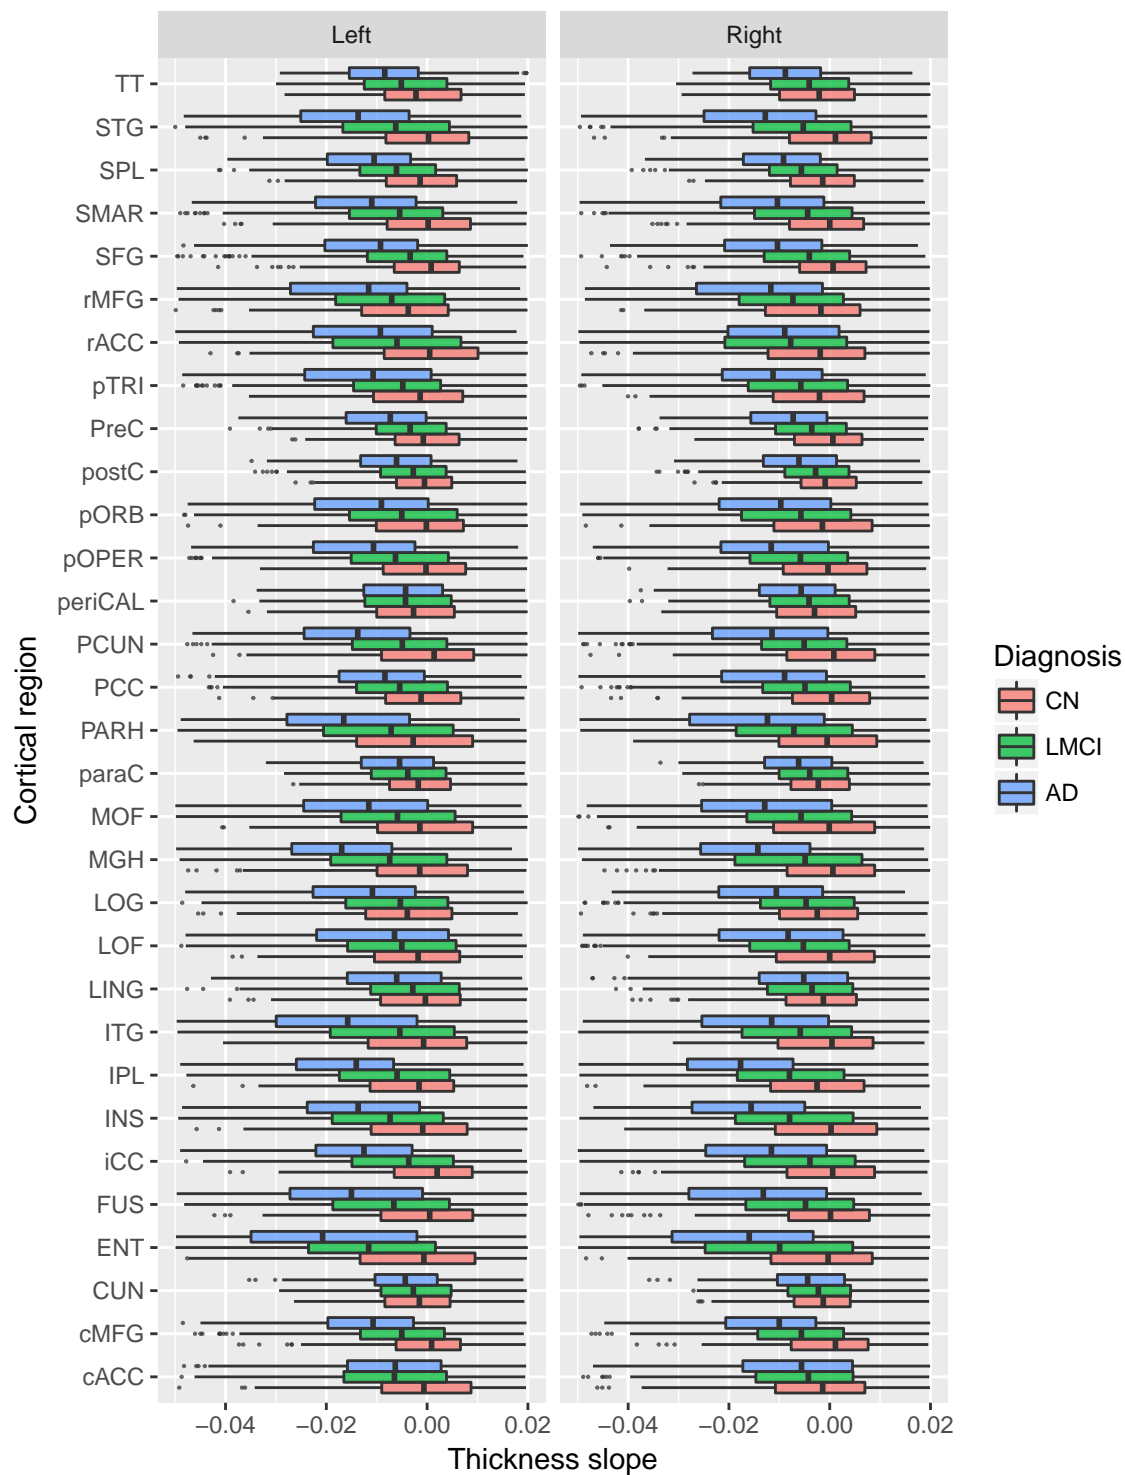 Left Right
TT
STG
SPL
SMAR
SFG
rMFG
rACC
pTRI
PreC
postC
pORB
pOPER
periCAL
PCUN
PCC
PARH
paraC
MOF
MGH
LOG
LOF
LING
ITG
IPL
INS
iCC
FUS
ENT
CUN
cMFG
cACC
Cortical region
−0.04 −0.02 0.00 0.02 −0.04 −0.02 0.00 0.02
Thickness slope
Diagnosis
CN
LMCI
AD